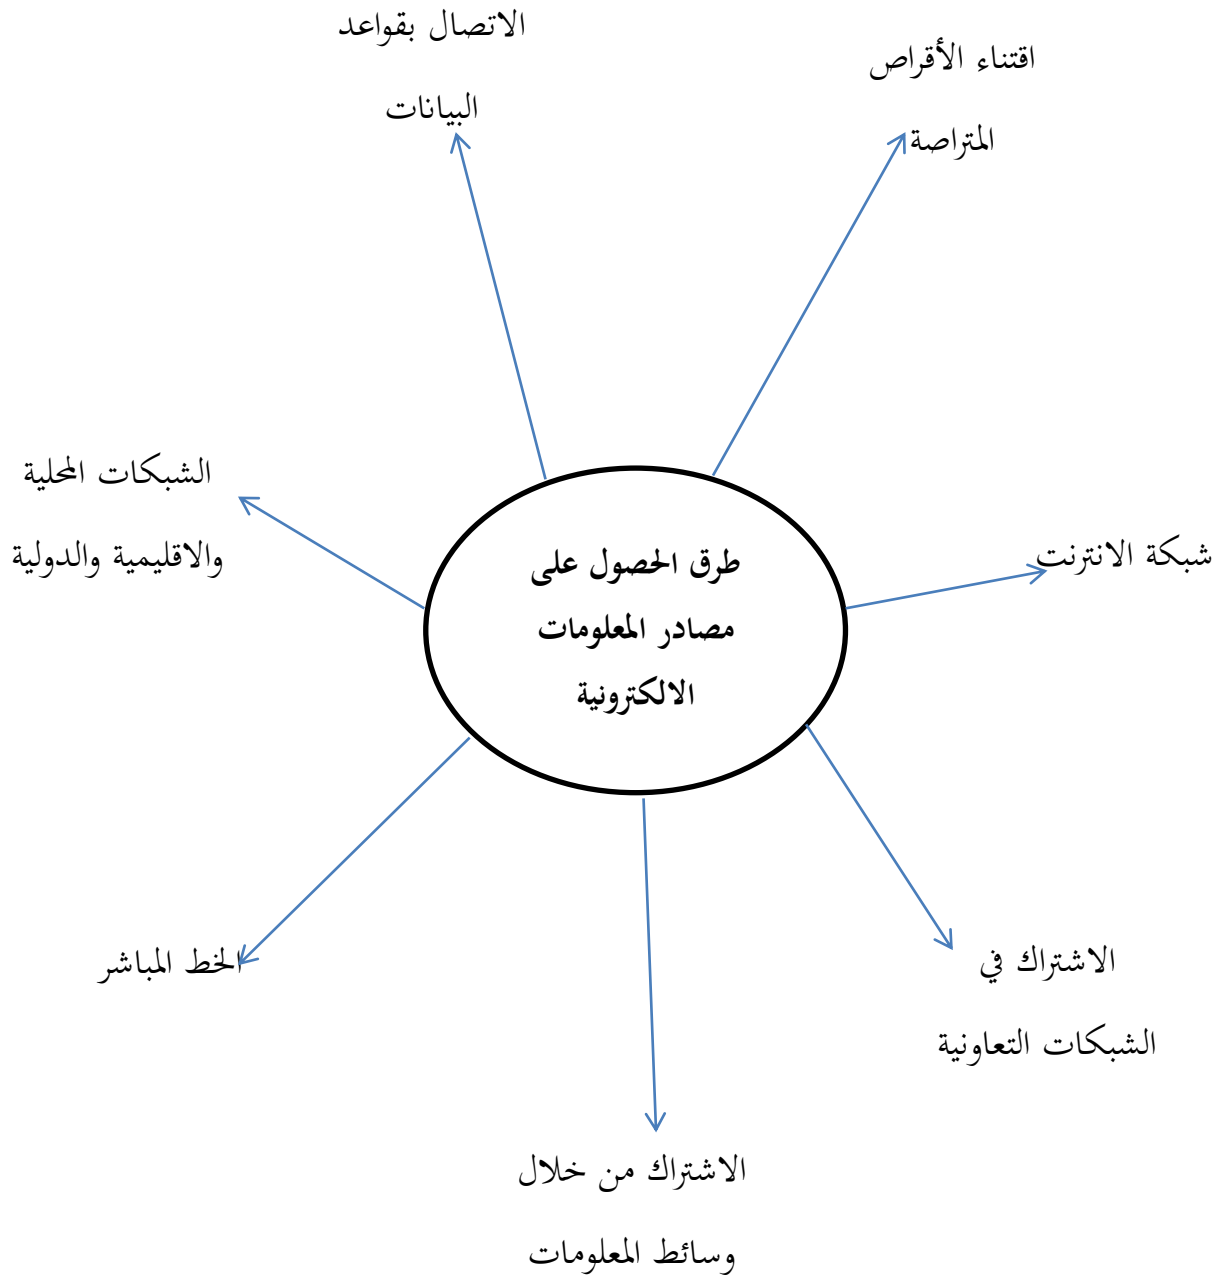 الاتصال بقواعد
البيانات
اقتناء الأقراص
المتراصة
الشبكات المحلية
والاقليمية والدولية
طرق الحصول على
مصادر المعلومات
الالكترونية
شبكة الانترنت
الخط المباشر
الاشتراك في
الشبكات التعاونية
الاشتراك من خلال
وسائط المعلومات